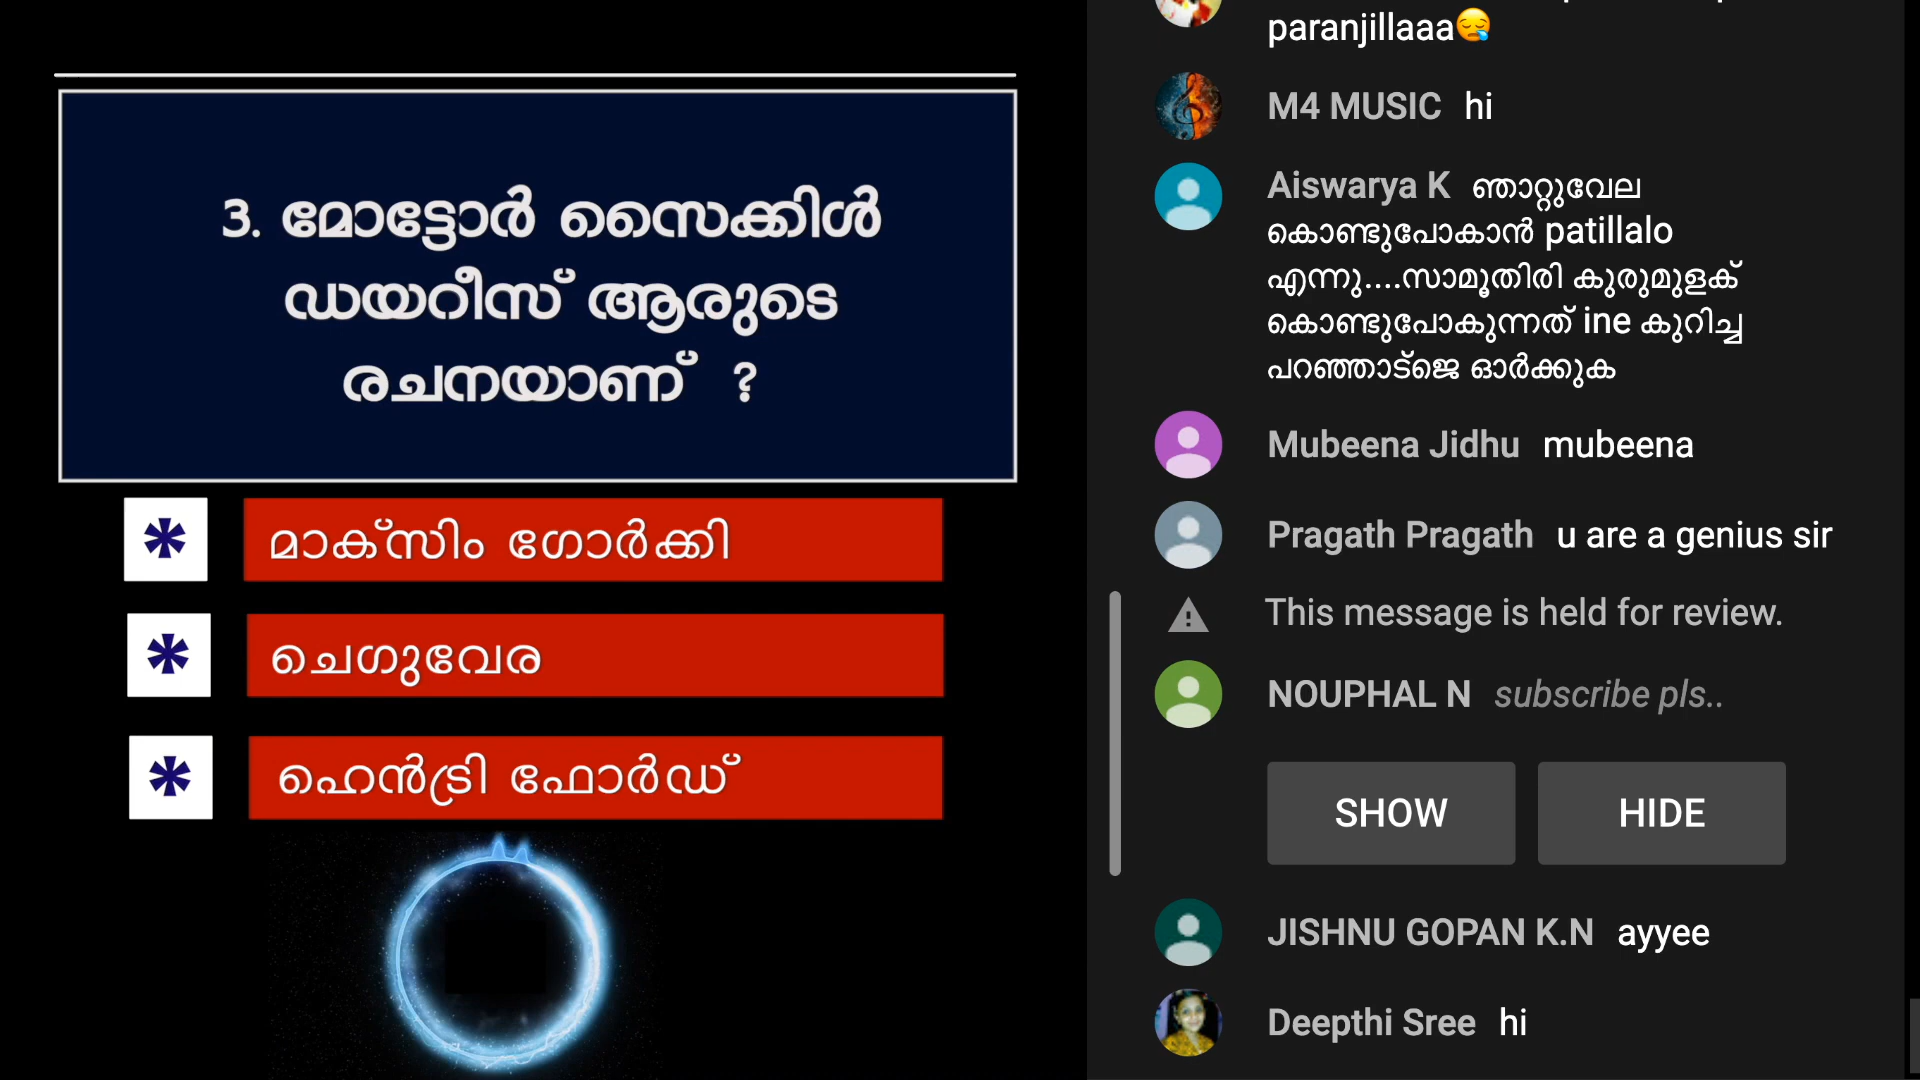 3. മോട്ടോർ സൈക്കിൾ
ഡയറീസ് ആരുടെ
രചനയാണ് ?
* മാക്സിം ഗോർക്കി
* ചെഗുവേര
* ഹെൻട്രി ഫോർഡ്
paranjillaaa😪
M4 MUSIC hi
Aiswarya K ഞാറ്റുവേല
കൊണ്ടുപോകാൻ patillalo
എന്നു....സാമൂതിരി കുരുമുളക്
കൊണ്ടുപോകുന്നത് ine കുറിച്ച
പറഞ്ഞാട്ജെ ഓർക്കുക
Mubeena Jidhu mubeena
Pragath Pragath u are a genius sir
This message is held for review.
NOUPHAL N subscribe pls..
SHOW HIDE
JISHNU GOPAN K.N ayyee
Deepthi Sree hi